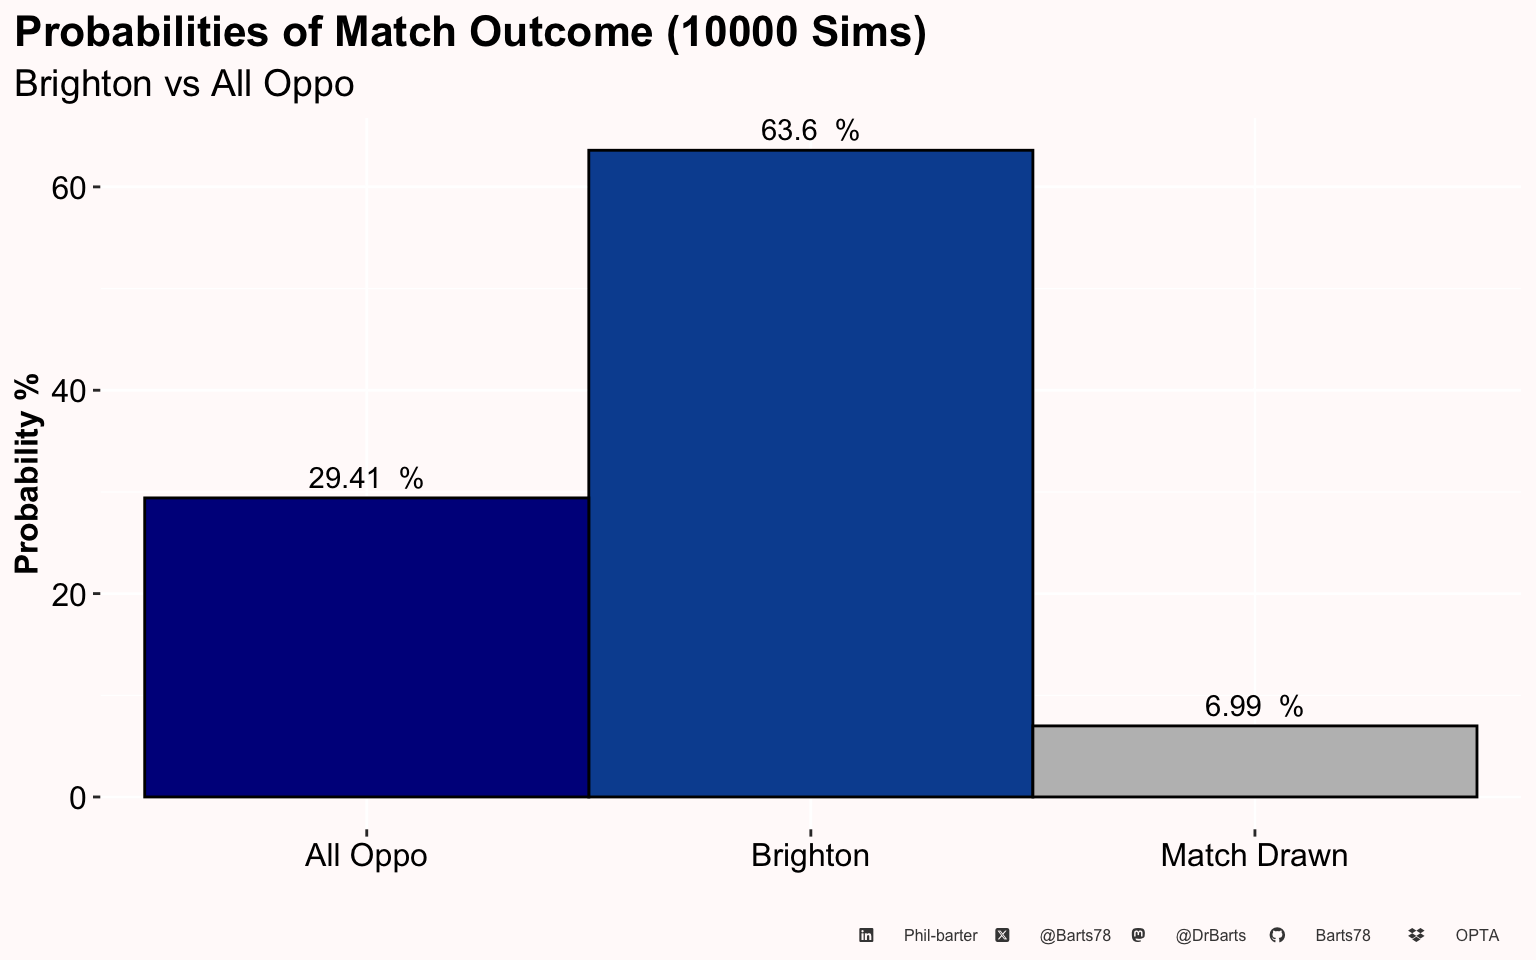 Probabilities of Match Outcome (10000 Sims)
Brighton vs All Oppo
Probability %
60
40
20
0
29.41 %
63.6 %
6.99 %
All Oppo
Brighton
Match Drawn
Phil-barter @Barts78 @DrBarts Barts78 OPTA